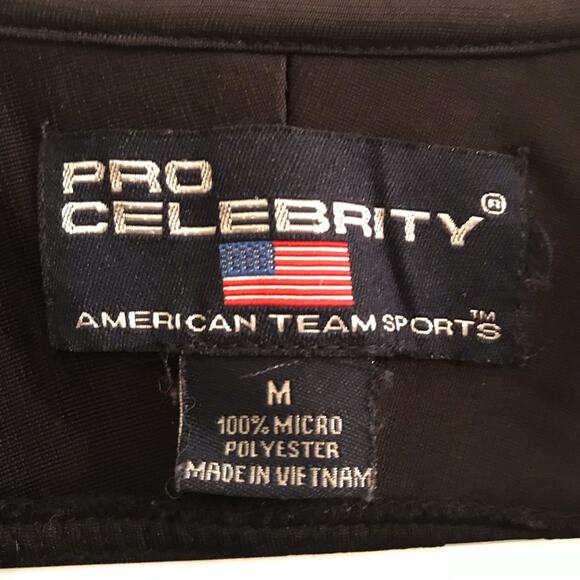 PRO
CELEBRITY®
AMERICAN TEAM SPORTS™
M
100% MICRO
POLYESTER
MADE IN VIETNAM